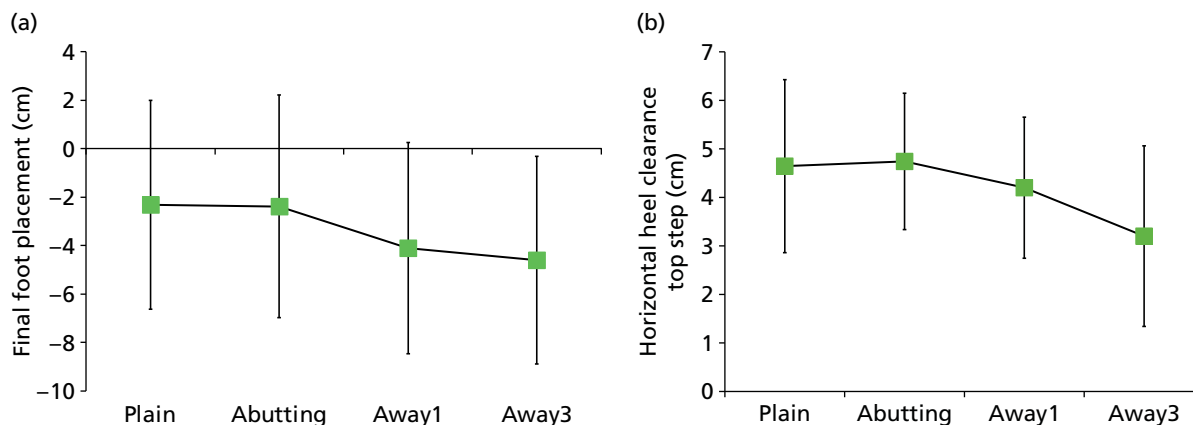 (a)
Final foot placement (cm)
4
2
0
−2
−4
−6
−8
−10
Plain Abutting Away1 Away3
(b)
Horizontal heel clearance
top step (cm)
7
6
5
4
3
2
1
0
Plain Abutting Away1 Away3